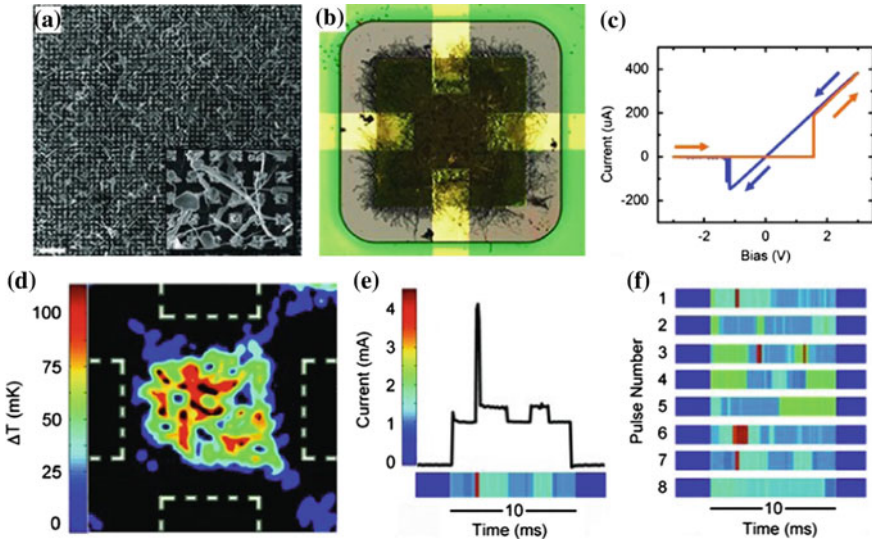 (a)
(b)
(c)
Current (uA)
400
200
0
-200
-2
0
2
Bias (V)
(d)
ΔT (mK)
100
75
50
25
0
(e)
Current (mA)
4
3
2
1
0
10
Time (ms)
(f)
Pulse Number
1
2
3
4
5
6
7
8
10
Time (ms)